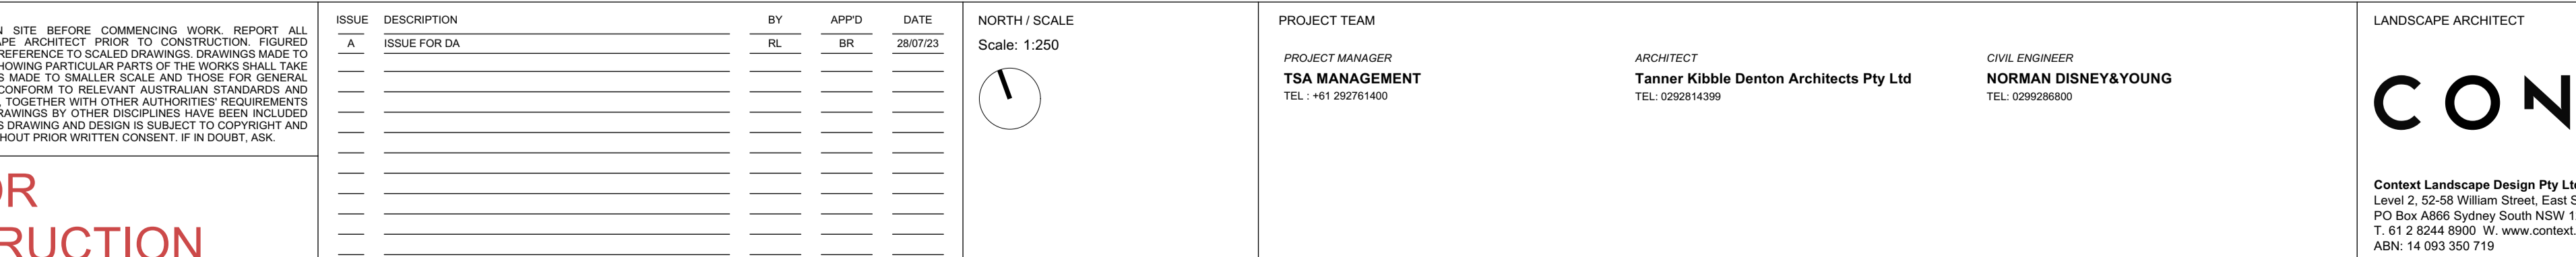 SITE BEFORE COMMENCING WORK. REPORT ALL
ARCHITECT PRIOR TO CONSTRUCTION. FIGURED
REFERENCE TO SCALED DRAWINGS. DRAWINGS MADE TO
PARTICULAR PARTS OF THE WORKS SHALL TAKE
MADE TO SMALLER SCALE AND THOSE FOR GENERAL
CONFORM TO RELEVANT AUSTRALIAN STANDARDS AND
, TOGETHER WITH OTHER AUTHORITIES' REQUIREMENTS
BY OTHER DISCIPLINES HAVE BEEN INCLUDED
DRAWING AND DESIGN IS SUBJECT TO COPYRIGHT AND
PRIOR WRITTEN CONSENT. IF IN DOUBT, ASK.
OR
RUCTION
ISSUE DESCRIPTION BY APP'D DATE
A ISSUE FOR DA RL BR 28/07/23
NORTH / SCALE
Scale: 1:250
PROJECT TEAM
PROJECT MANAGER
TSA MANAGEMENT
TEL : +61 292761400
ARCHITECT
Tanner Kibble Denton Architects Pty Ltd
TEL: 0292814399
CIVIL ENGINEER
NORMAN DISNEY&YOUNG
TEL: 0299286800
LANDSCAPE ARCHITECT
CON
Context Landscape Design Pty Lt
Level 2, 52-58 William Street, East S
PO Box A866 Sydney South NSW 1
T. 61 2 8244 8900 W. www.context.
ABN: 14 093 350 719